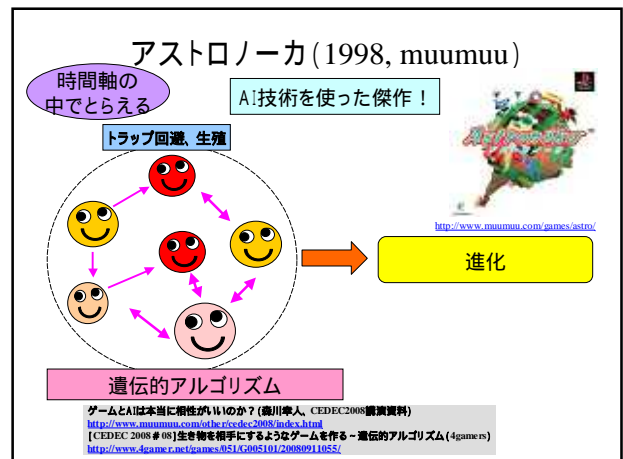 アストロノーカ(1998, muumuu)
時間軸の
中でとらえる
AI技術を使った傑作！
トラップ回避、生殖
Astronoka
http://www.muumuu.com/games/astro/
進化
遺伝的アルゴリズム
ゲームとAIは本当に相性がいいのか？(森川幸人、CEDEC2008講演資料)
http://www.muumuu.com/other/cedec2008/index.html
[CEDEC 2008＃08]生き物を相手にするようなゲームを作る～遺伝的アルゴリズム(4gamers)
http://www.4gamer.net/games/051/G005101/20080911055/